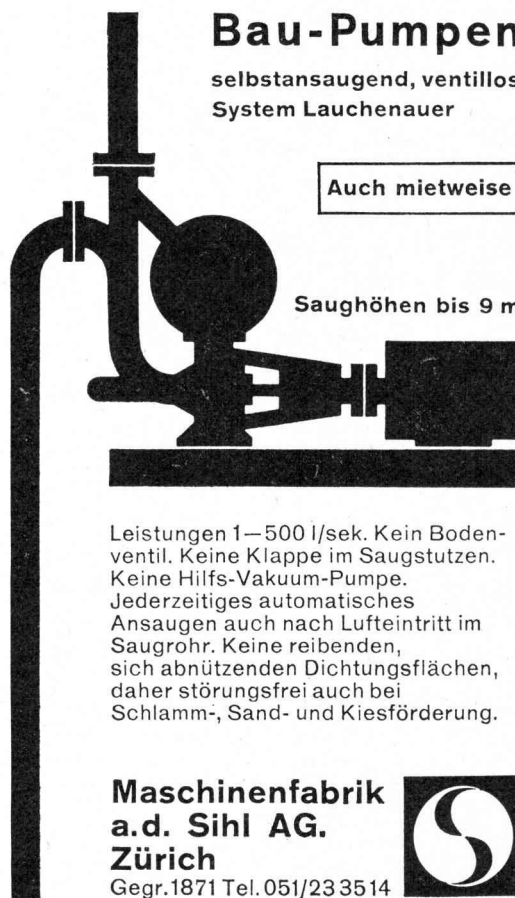 Bau-Pumpen
selbstansaugend, ventillos
System Lauchenauer
Auch mietweise
Saughöhen bis 9 m
Leistungen 1—500 l/sek. Kein Boden-
ventil. Keine Klappe im Saugstutzen.
Keine Hilfs-Vakuum-Pumpe.
Jederzeitiges automatisches
Ansaugen auch nach Lufteintritt im
Saugrohr. Keine reibenden,
sich abnützenden Dichtungsflächen,
daher störungsfrei auch bei
Schlamm-, Sand- und Kiesförderung.
Maschinenfabrik
a.d. Sihl AG.
Zürich
Gegr.1871 Tel.051/233514